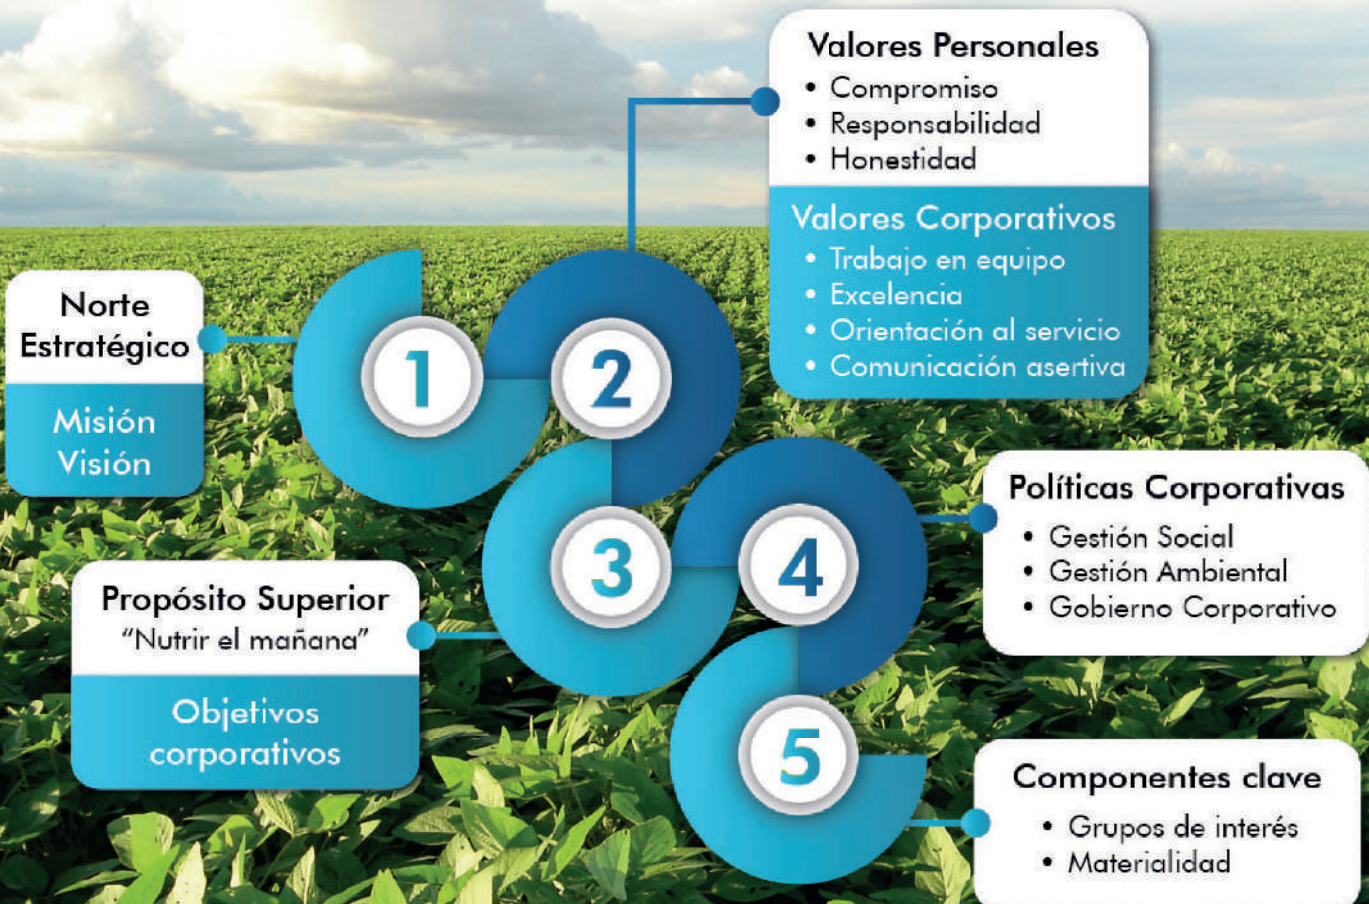 Norte
Estratégico
Misión
Visión
1
2
Valores Personales
• Compromiso
• Responsabilidad
• Honestidad
Valores Corporativos
• Trabajo en equipo
• Excelencia
• Orientación al servicio
• Comunicación asertiva
3
Propósito Superior
“Nutrir el mañana”
Objetivos
corporativos
4
Políticas Corporativas
• Gestión Social
• Gestión Ambiental
• Gobierno Corporativo
5
Componentes clave
• Grupos de interés
• Materialidad